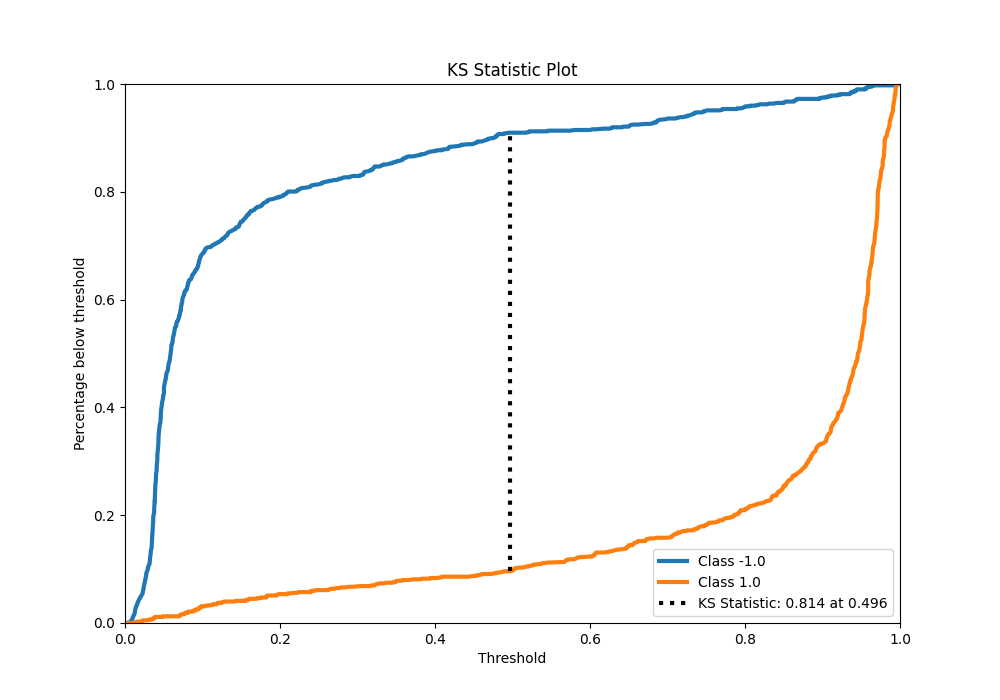 KS Statistic Plot
Percentage below threshold
1.0
0.8
0.6
0.4
0.2
0.0
0.0 0.2 0.4 0.6 0.8 1.0
Threshold
Class -1.0
Class 1.0
KS Statistic: 0.814 at 0.496